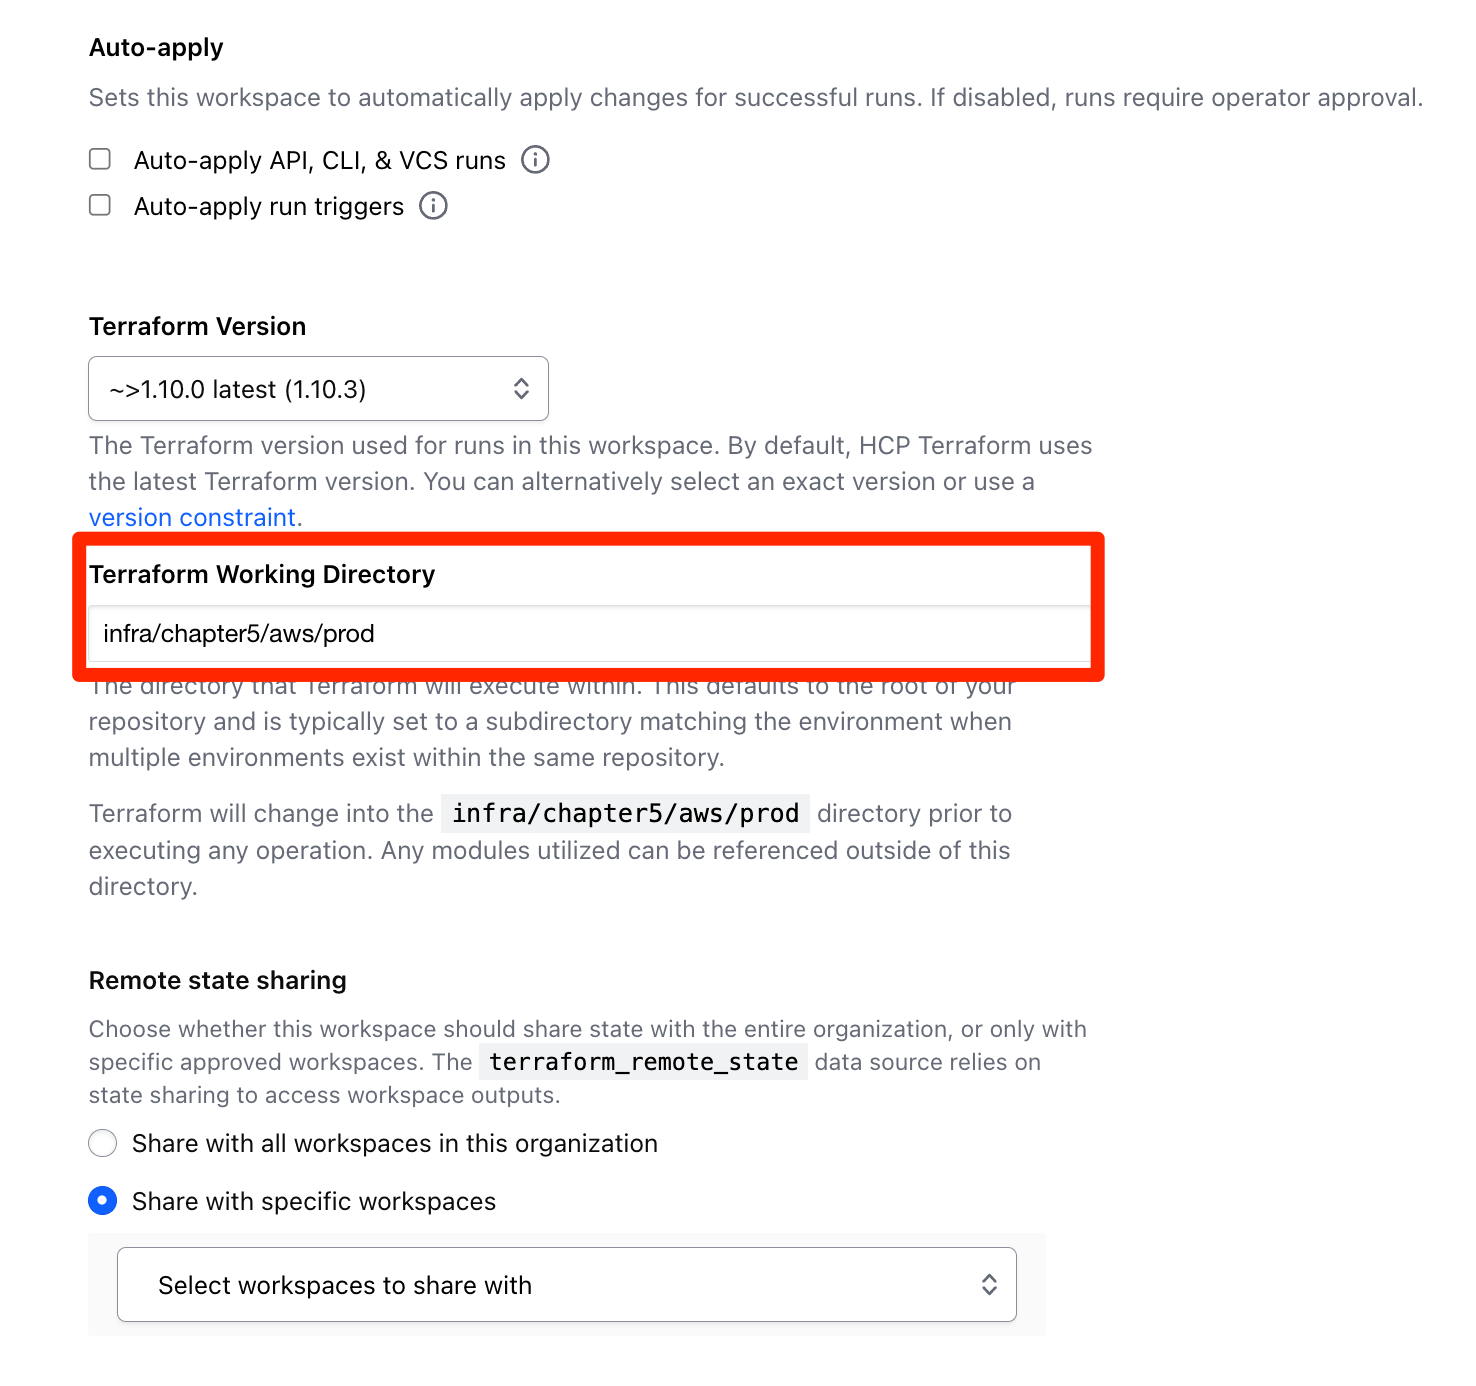 Auto-apply
Sets this workspace to automatically apply changes for successful runs. If disabled, runs require operator approval.
Auto-apply API, CLI, & VCS runs
Auto-apply run triggers
Terraform Version
~>1.10.0 latest (1.10.3)
The Terraform version used for runs in this workspace. By default, HCP Terraform uses
the latest Terraform version. You can alternatively select an exact version or use a
version constraint.
Terraform Working Directory
infra/chapter5/aws/prod
The directory that Terraform will execute within. This defaults to the root of your
repository and is typically set to a subdirectory matching the environment when
multiple environments exist within the same repository.
Terraform will change into the infra/chapter5/aws/prod directory prior to
executing any operation. Any modules utilized can be referenced outside of this
directory.
Remote state sharing
Choose whether this workspace should share state with the entire organization, or only with
specific approved workspaces. The terraform_remote_state data source relies on
state sharing to access workspace outputs.
Share with all workspaces in this organization
Share with specific workspaces
Select workspaces to share with